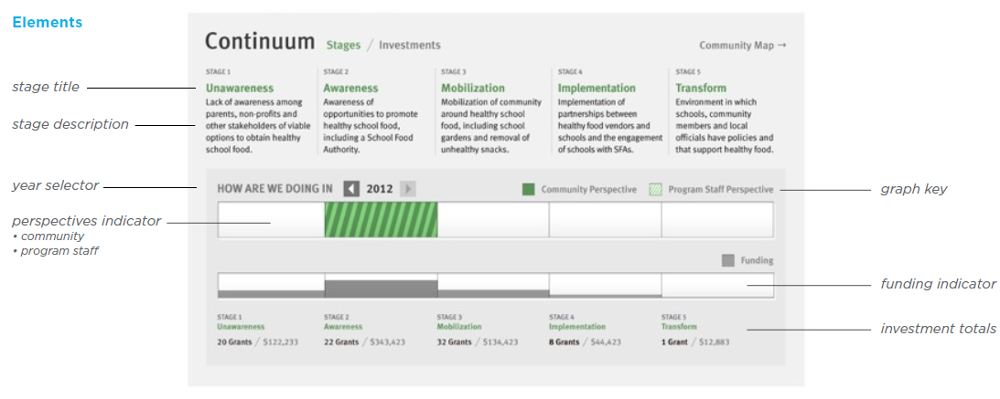 Elements
Continuum Stages / Investments
Community Map →
stage title
stage description
STAGE 1
Unawareness
Lack of awareness among
parents, non-profits and
other stakeholders of viable
options to obtain healthy
school food.
STAGE 2
Awareness
Awareness of
opportunities to promote
healthy school food,
including a School Food
Authority.
STAGE 3
Mobilization
Mobilization of community
around healthy school
food, including school
gardens and removal of
unhealthy snacks.
STAGE 4
Implementation
Implementation of
partnerships between
healthy food vendors and
schools and the engagement
of schools with SFAs.
STAGE 5
Transform
Environment in which
schools, community
members and local
officials have policies and
that support healthy food.
year selector
HOW ARE WE DOING IN 2012
Community Perspective
Program Staff Perspective
graph key
perspectives indicator
• community
• program staff
Funding
funding indicator
STAGE 1
Unawareness
20 Grants / $122,233
STAGE 2
Awareness
22 Grants / $343,423
STAGE 3
Mobilization
32 Grants / $134,423
STAGE 4
Implementation
8 Grants / $44,423
STAGE 5
Transform
1 Grant / $12,883
investment totals